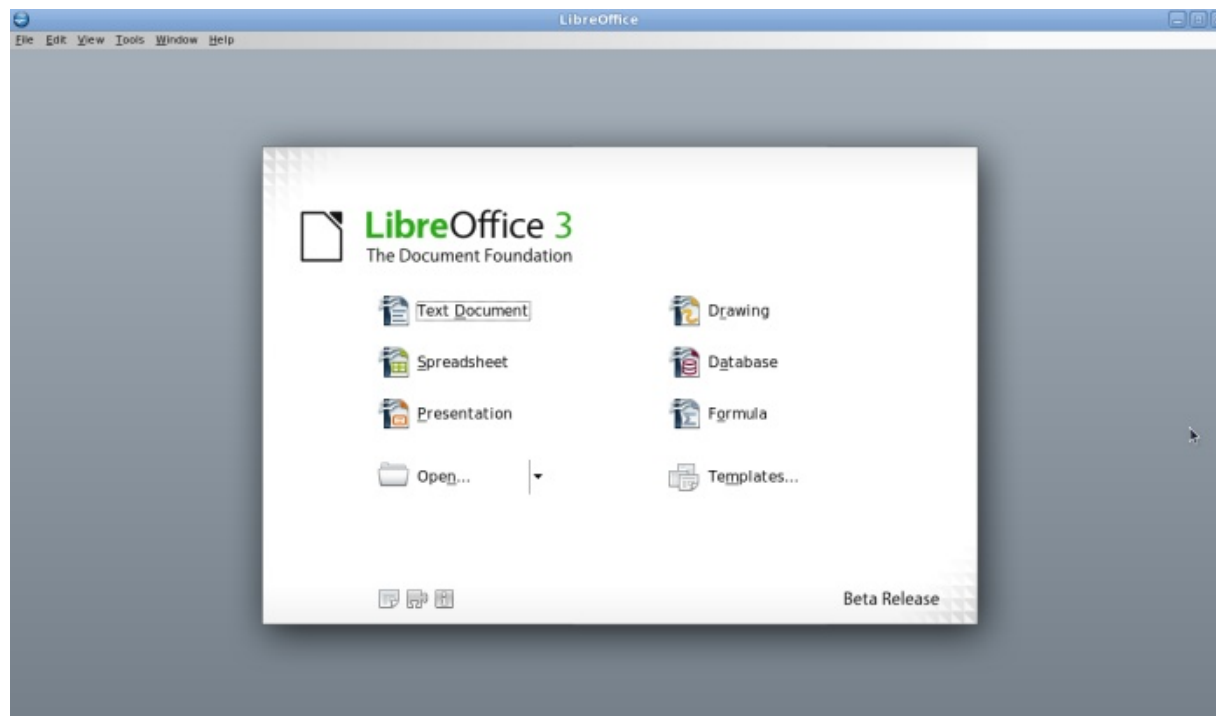 LibreOffice
File Edit View Tools Window Help
LibreOffice 3
The Document Foundation
Text Document
Drawing
Spreadsheet
Database
Presentation
Formula
Open...
Templates...
Beta Release